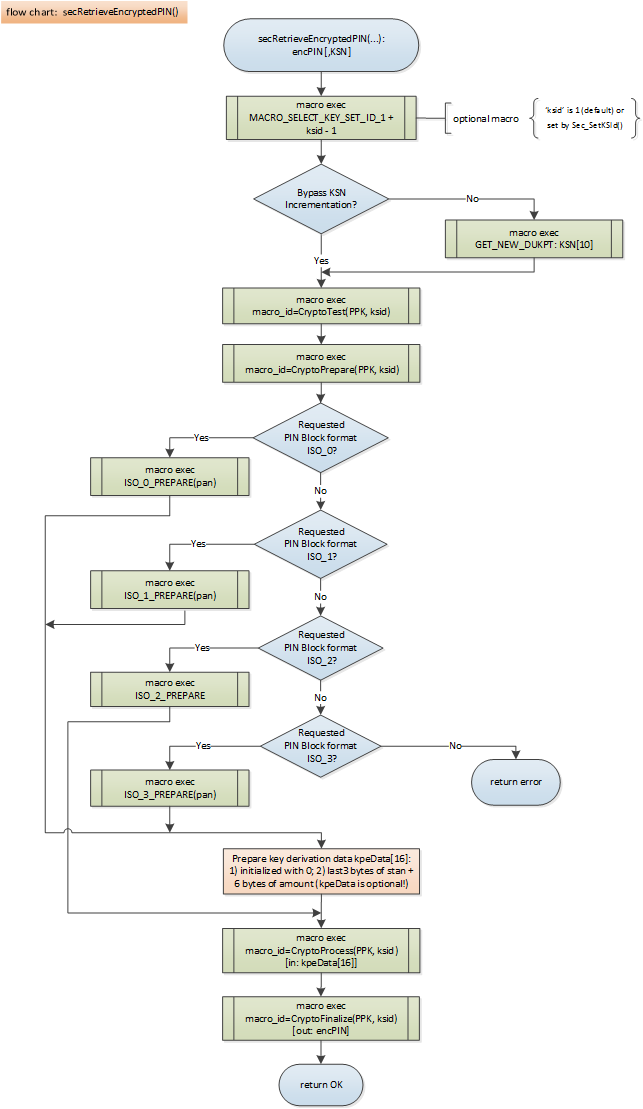 flow chart: secRetrieveEncryptedPIN()
secRetrieveEncryptedPIN(...):
encPIN [,KSN]
macro exec
MACRO_SELECT_KEY_SET_ID_1 +
ksid - 1
optional macro
'ksid' is 1 (default) or
set by Sec_SetKSId()
Bypass KSN
Incrementation?
No
macro exec
GET_NEW_DUKPT: KSN[10]
Yes
macro exec
macro_id=CryptoTest(PPK, ksid)
macro exec
macro_id=CryptoPrepare(PPK, ksid)
Requested
PIN Block format
ISO_0?
Yes
macro exec
ISO_0_PREPARE(pan)
No
Requested
PIN Block format
ISO_1?
Yes
macro exec
ISO_1_PREPARE(pan)
No
Requested
PIN Block format
ISO_2?
Yes
macro exec
ISO_2_PREPARE
No
Requested
PIN Block format
ISO_3?
Yes
No
macro exec
ISO_3_PREPARE(pan)
return error
Prepare key derivation data kpeData[16]:
1) initialized with 0; 2) last3 bytes of stan +
6 bytes of amount (kpeData is optional!)
macro exec
macro_id=CryptoProcess(PPK, ksid)
[in: kpeData[16]]
macro exec
macro_id=CryptoFinalize(PPK, ksid)
[out: encPIN]
return OK